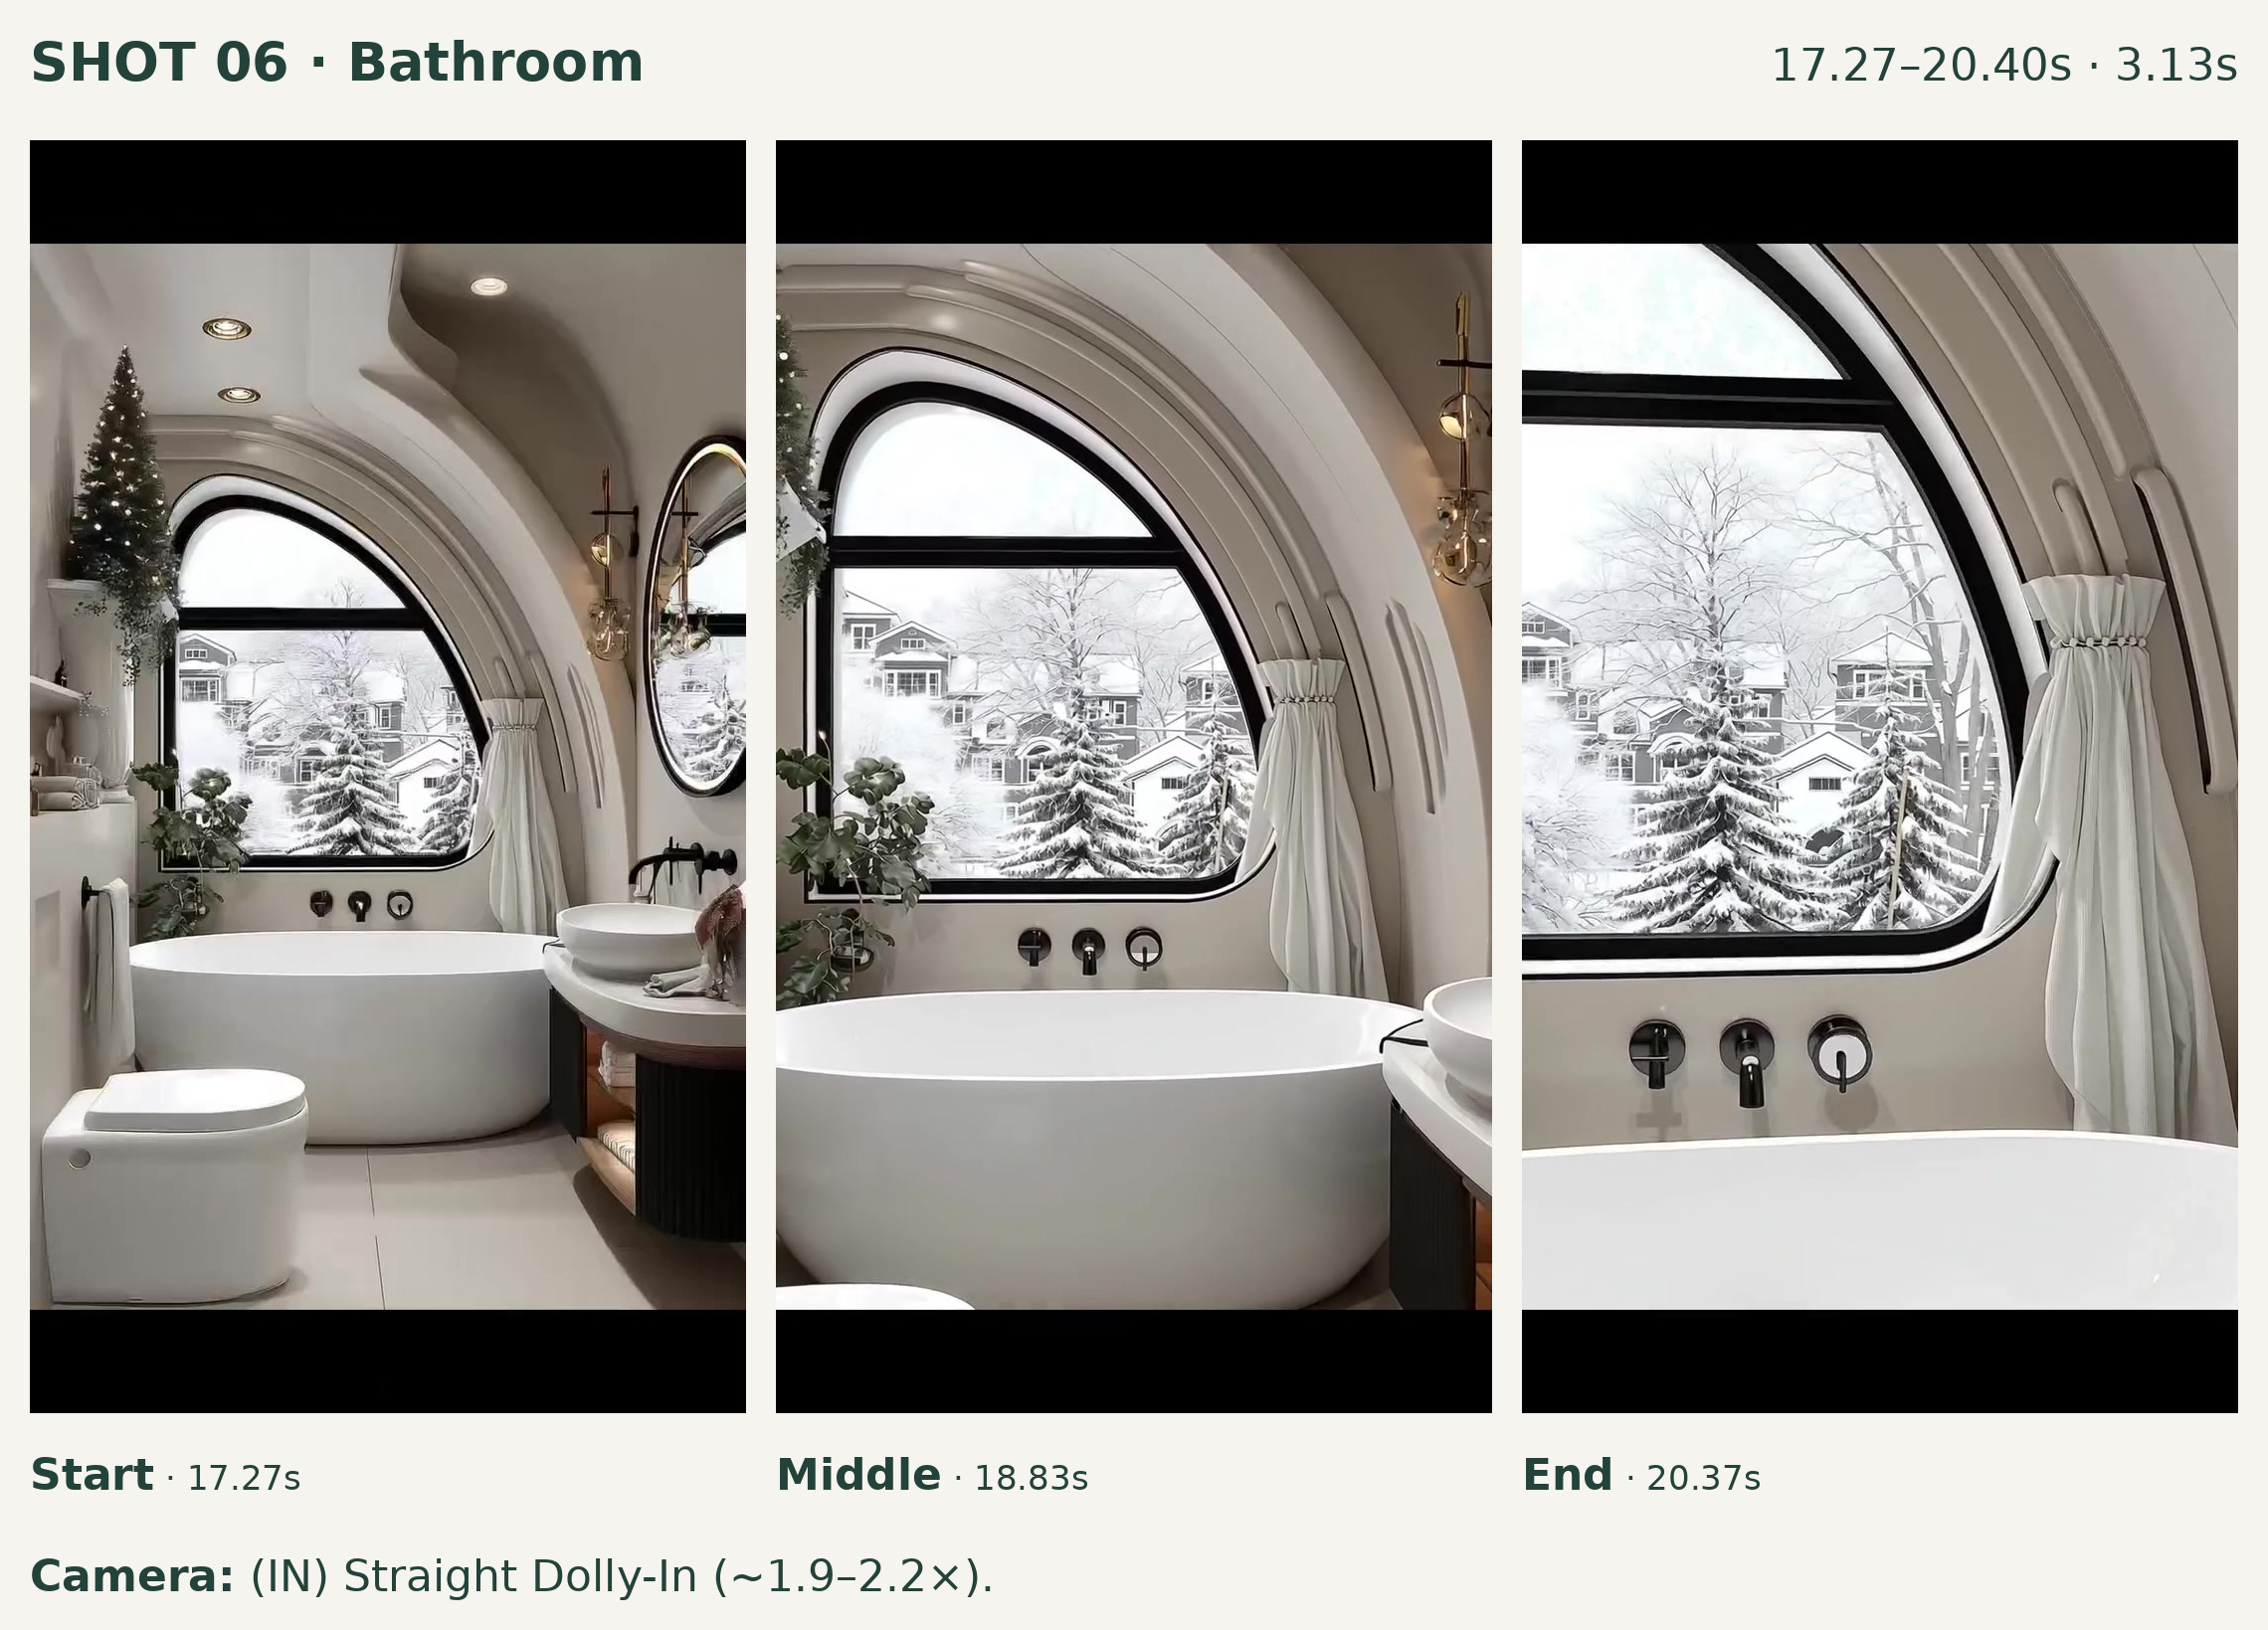 SHOT 06 · Bathroom
17.27–20.40s · 3.13s
Start · 17.27s
Middle · 18.83s
End · 20.37s
Camera: (IN) Straight Dolly-In (~1.9–2.2×).